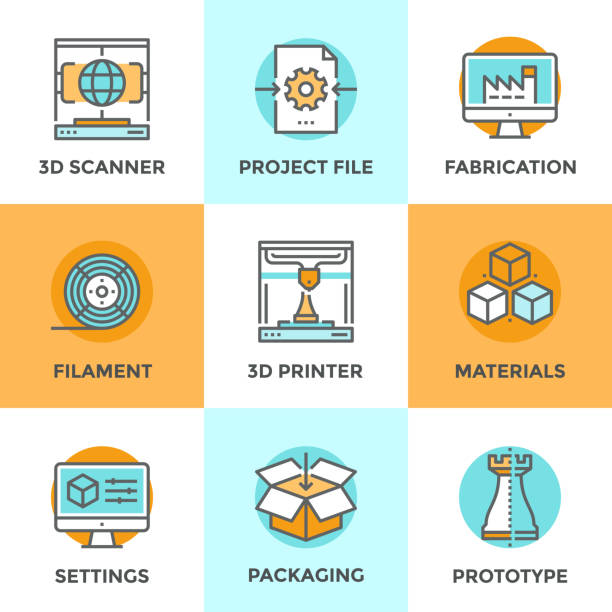 3D SCANNER
PROJECT FILE
FABRICATION
FILAMENT
3D PRINTER
MATERIALS
SETTINGS
PACKAGING
PROTOTYPE